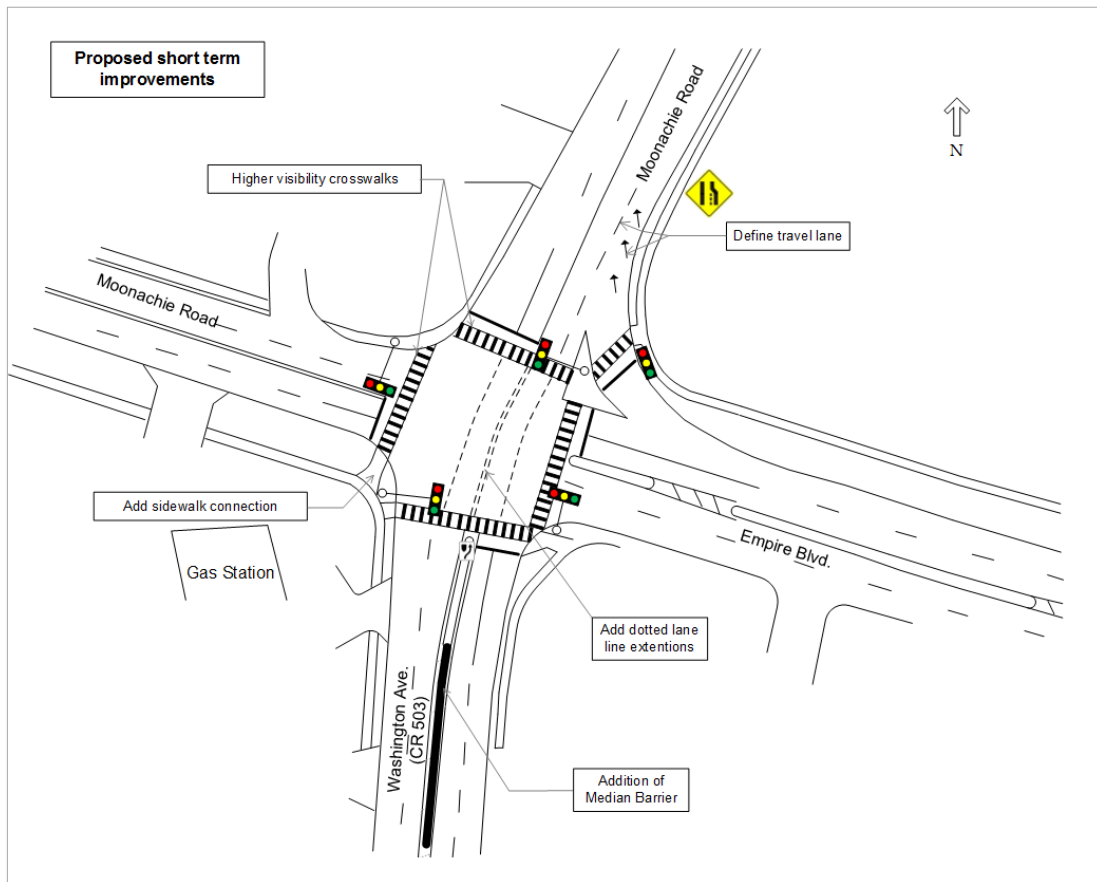 Proposed short term
improvements
Moonachie Road
N
Higher visibility crosswalks
Define travel lane
Moonachie Road
Add sidewalk connection
Gas Station
Empire Blvd.
Add dotted lane
line extentions
Washington Ave.
(CR 503)
Addition of
Median Barrier